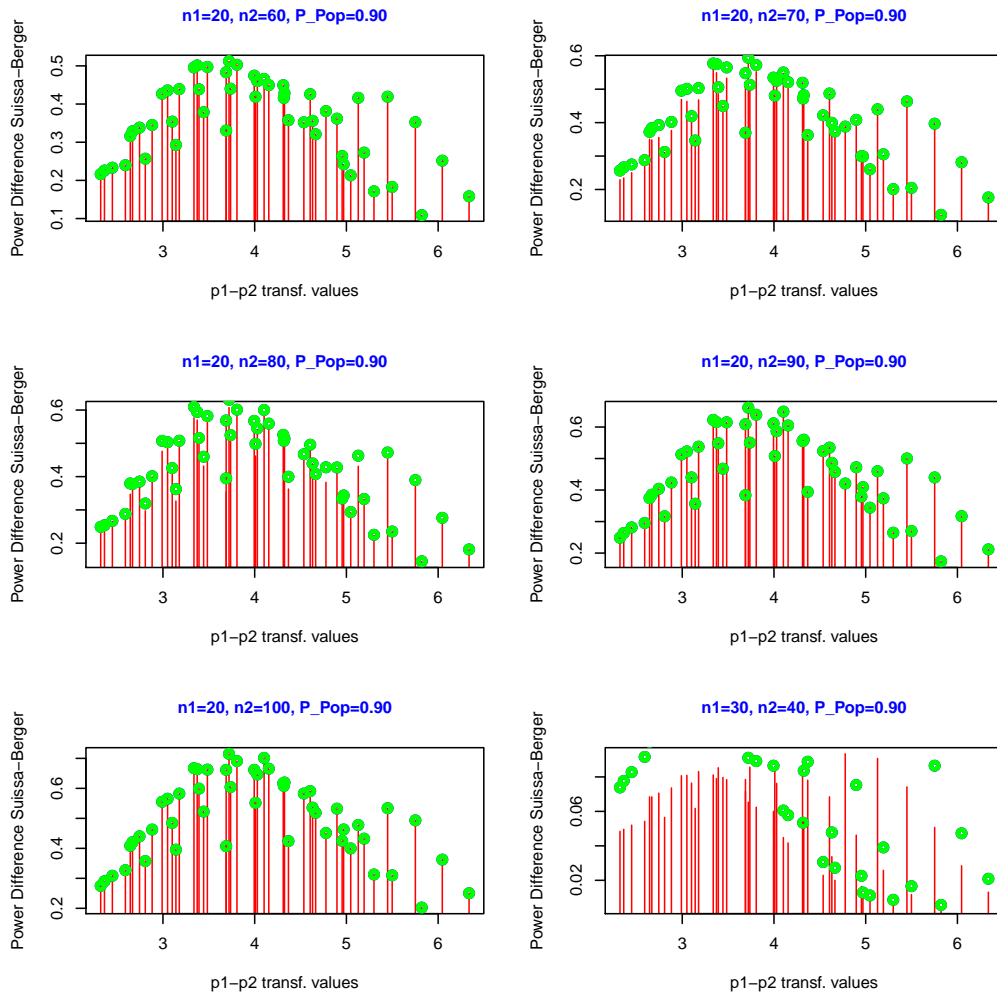 n1=20, n2=60, P_Pop=0.90
Power Difference Suissa−Berger
0.5
0.4
0.3
0.2
0.1
3 4 5 6
p1−p2 transf. values
n1=20, n2=70, P_Pop=0.90
Power Difference Suissa−Berger
0.6
0.4
0.2
3 4 5 6
p1−p2 transf. values
n1=20, n2=80, P_Pop=0.90
Power Difference Suissa−Berger
0.6
0.4
0.2
3 4 5 6
p1−p2 transf. values
n1=20, n2=90, P_Pop=0.90
Power Difference Suissa−Berger
0.6
0.4
0.2
3 4 5 6
p1−p2 transf. values
n1=20, n2=100, P_Pop=0.90
Power Difference Suissa−Berger
0.6
0.4
0.2
3 4 5 6
p1−p2 transf. values
n1=30, n2=40, P_Pop=0.90
Power Difference Suissa−Berger
0.06
0.02
3 4 5 6
p1−p2 transf. values